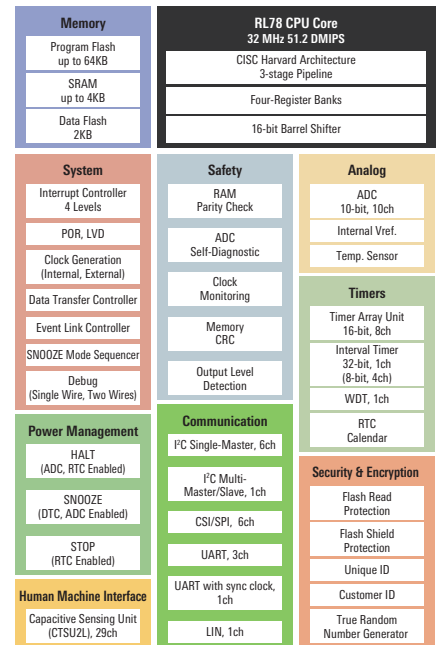 Memory
Program Flash
up to 64KB
SRAM
up to 4KB
Data Flash
2KB
RL78 CPU Core
32 MHz 51.2 DMIPS
CISC Harvard Architecture
3-stage Pipeline
Four-Register Banks
16-bit Barrel Shifter
System
Interrupt Controller
4 Levels
POR, LVD
Clock Generation
(Internal, External)
Data Transfer Controller
Event Link Controller
SNOOZE Mode Sequencer
Debug
(Single Wire, Two Wires)
Power Management
HALT
(ADC, RTC Enabled)
SNOOZE
(DTC, ADC Enabled)
STOP
(RTC Enabled)
Human Machine Interface
Capacitive Sensing Unit
(CTSU2L), 29ch
Safety
RAM
Parity Check
ADC
Self-Diagnostic
Clock
Monitoring
Memory
CRC
Output Level
Detection
Communication
I²C Single-Master, 6ch
I²C Multi-
Master/Slave, 1ch
CSI/SPI, 6ch
UART, 3ch
UART with sync clock,
1ch
LIN, 1ch
Analog
ADC
10-bit, 10ch
Internal Vref.
Temp. Sensor
Timers
Timer Array Unit
16-bit, 8ch
Interval Timer
32-bit, 1ch
(8-bit, 4ch)
WDT, 1ch
RTC
Calendar
Security & Encryption
Flash Read
Protection
Flash Shield
Protection
Unique ID
Customer ID
True Random
Number Generator